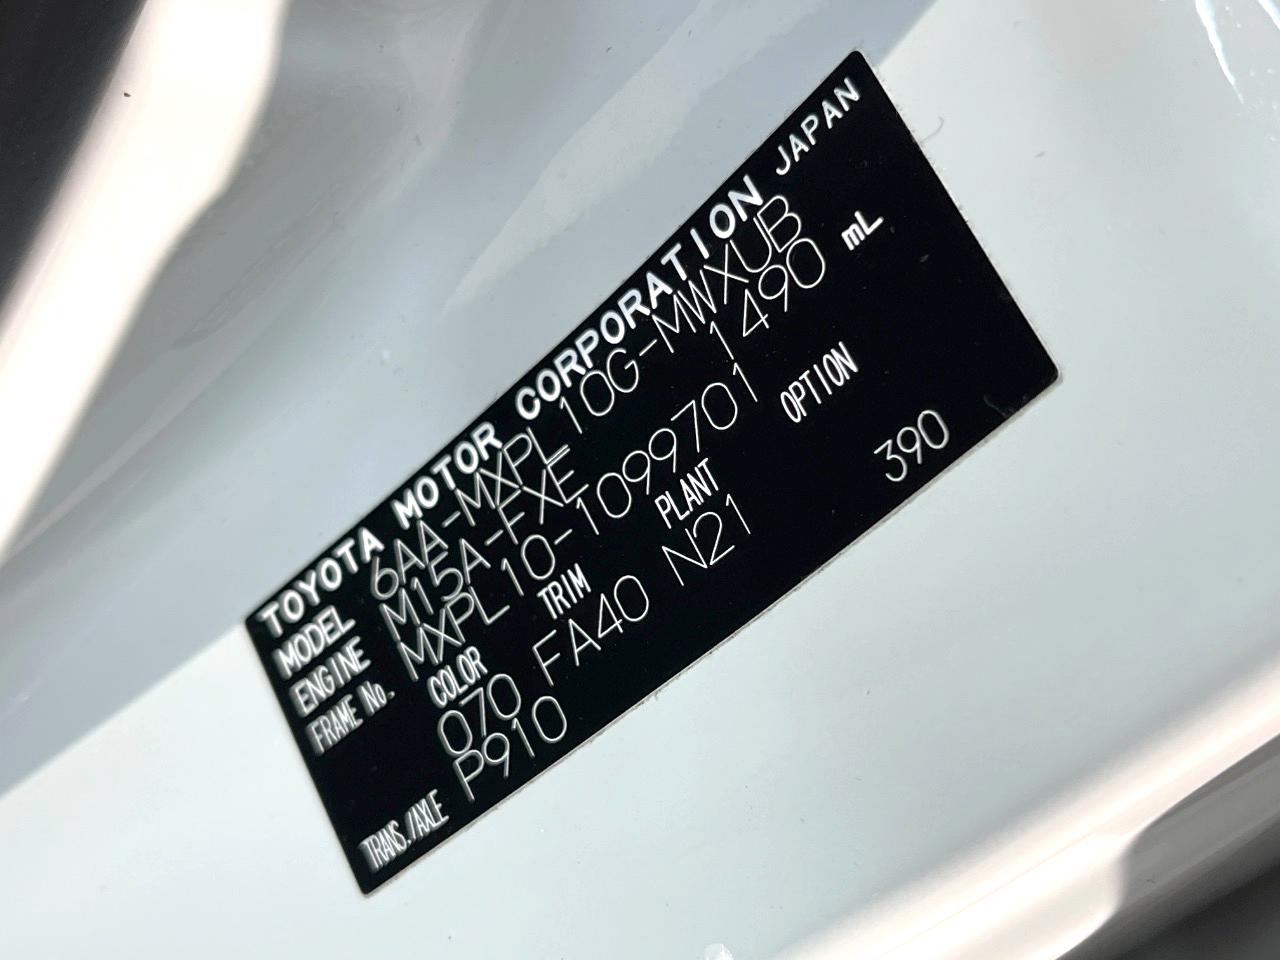 TOYOTA MOTOR CORPORATION JAPAN
MODEL 6AA-MXPL10G-MWXUB
ENGINE M15A-FXE 1490 mL
FRAME No. MXPL10-1099701
COLOR TRIM PLANT OPTION
070 FA40 N21 390
TRANS./AXLE P910